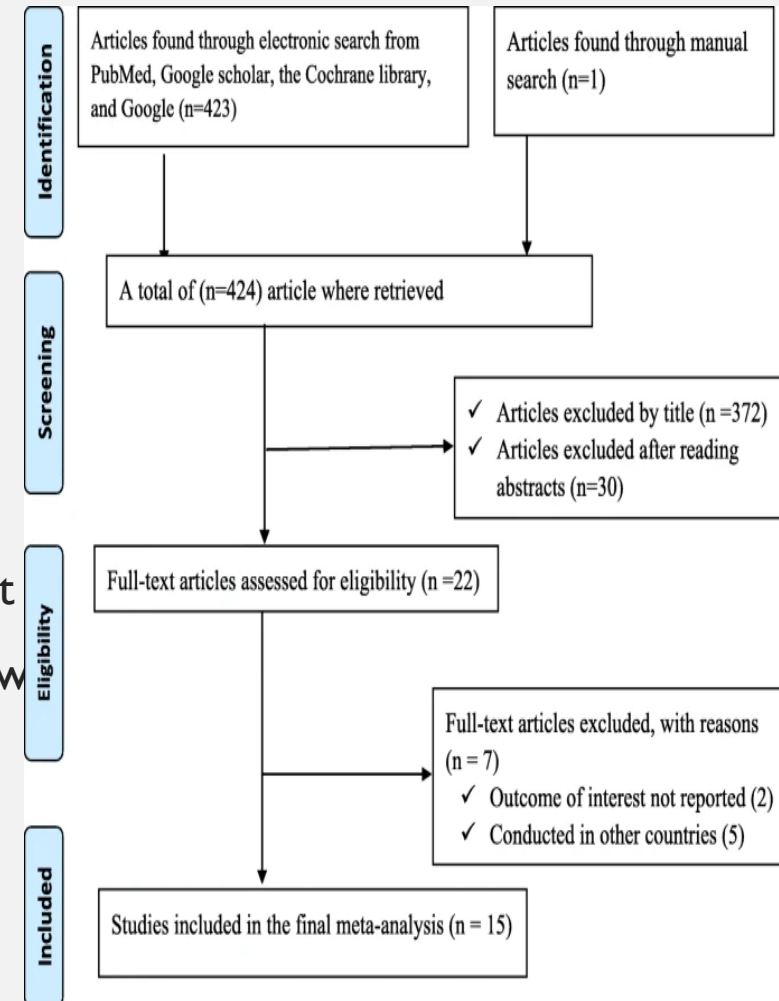 Identification
Articles found through electronic search from
PubMed, Google scholar, the Cochrane library,
and Google (n=423)
Articles found through manual
search (n=1)
Screening
A total of (n=424) article where retrieved
✓ Articles excluded by title (n =372)
✓ Articles excluded after reading
abstracts (n=30)
t
w
Eligibility
Full-text articles assessed for eligibility (n =22)
Full-text articles excluded, with reasons
(n = 7)
✓ Outcome of interest not reported (2)
✓ Conducted in other countries (5)
Included
Studies included in the final meta-analysis (n = 15)